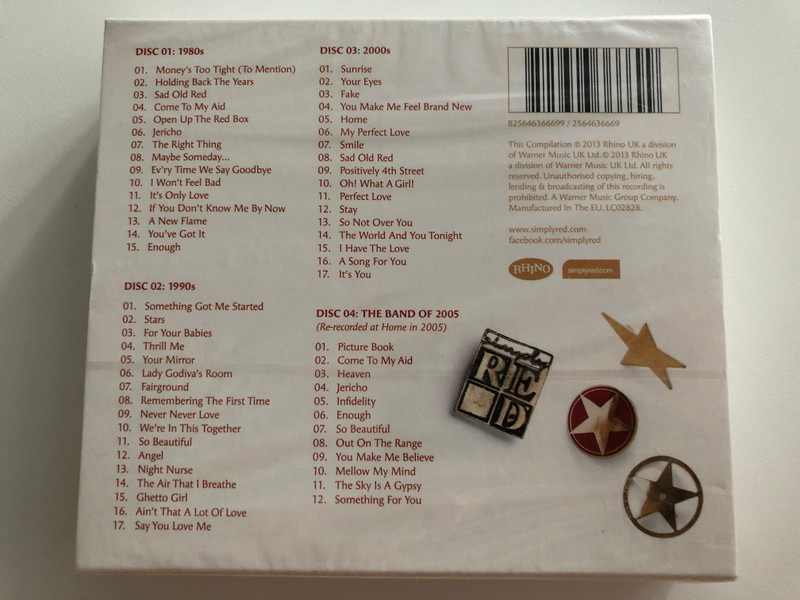 DISC 01: 1980s
01. Money's Too Tight (To Mention)
02. Holding Back The Years
03. Sad Old Red
04. Come To My Aid
05. Open Up The Red Box
06. Jericho
07. The Right Thing
08. Maybe Someday...
09. Ev'ry Time We Say Goodbye
10. I Won't Feel Bad
11. It's Only Love
12. If You Don't Know Me By Now
13. A New Flame
14. You've Got It
15. Enough
DISC 02: 1990s
01. Something Got Me Started
02. Stars
03. For Your Babies
04. Thrill Me
05. Your Mirror
06. Lady Godiva's Room
07. Fairground
08. Remembering The First Time
09. Never Never Love
10. We're In This Together
11. So Beautiful
12. Angel
13. Night Nurse
14. The Air That I Breathe
15. Ghetto Girl
16. Ain't That A Lot Of Love
17. Say You Love Me
DISC 03: 2000s
01. Sunrise
02. Your Eyes
03. Fake
04. You Make Me Feel Brand New
05. Home
06. My Perfect Love
07. Smile
08. Sad Old Red
09. Positively 4th Street
10. Oh! What A Girl!
11. Perfect Love
12. Stay
13. So Not Over You
14. The World And You Tonight
15. I Have The Love
16. A Song For You
17. It's You
DISC 04: THE BAND OF 2005
(Re-recorded at Home in 2005)
01. Picture Book
02. Come To My Aid
03. Heaven
04. Jericho
05. Infidelity
06. Enough
07. So Beautiful
08. Out On The Range
09. You Make Me Believe
10. Mellow My Mind
11. The Sky Is A Gypsy
12. Something For You
825646366699 / 2564636669
This Compilation ℗ 2013 Rhino UK a division
of Warner Music UK Ltd. © 2013 Rhino UK
a division of Warner Music UK Ltd. All rights
reserved. Unauthorised copying, hiring,
lending & broadcasting of this recording is
prohibited. A Warner Music Group Company.
Manufactured In The EU. LC02828.
www.simplyred.com
facebook.com/simplyred
RHINO
simplyred.com
simply
RE
D